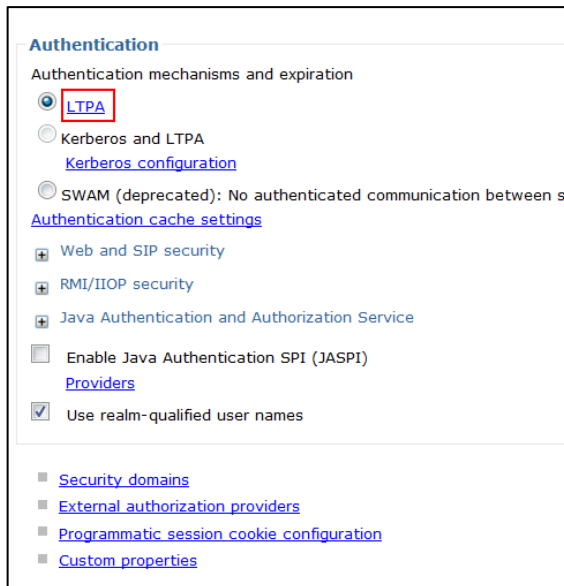 Authentication
Authentication mechanisms and expiration
LTPA
Kerberos and LTPA
Kerberos configuration
SWAM (deprecated): No authenticated communication between
Authentication cache settings
Web and SIP security
RMI/IIOP security
Java Authentication and Authorization Service
Enable Java Authentication SPI (JASPI)
Providers
Use realm-qualified user names
Security domains
External authorization providers
Programmatic session cookie configuration
Custom properties